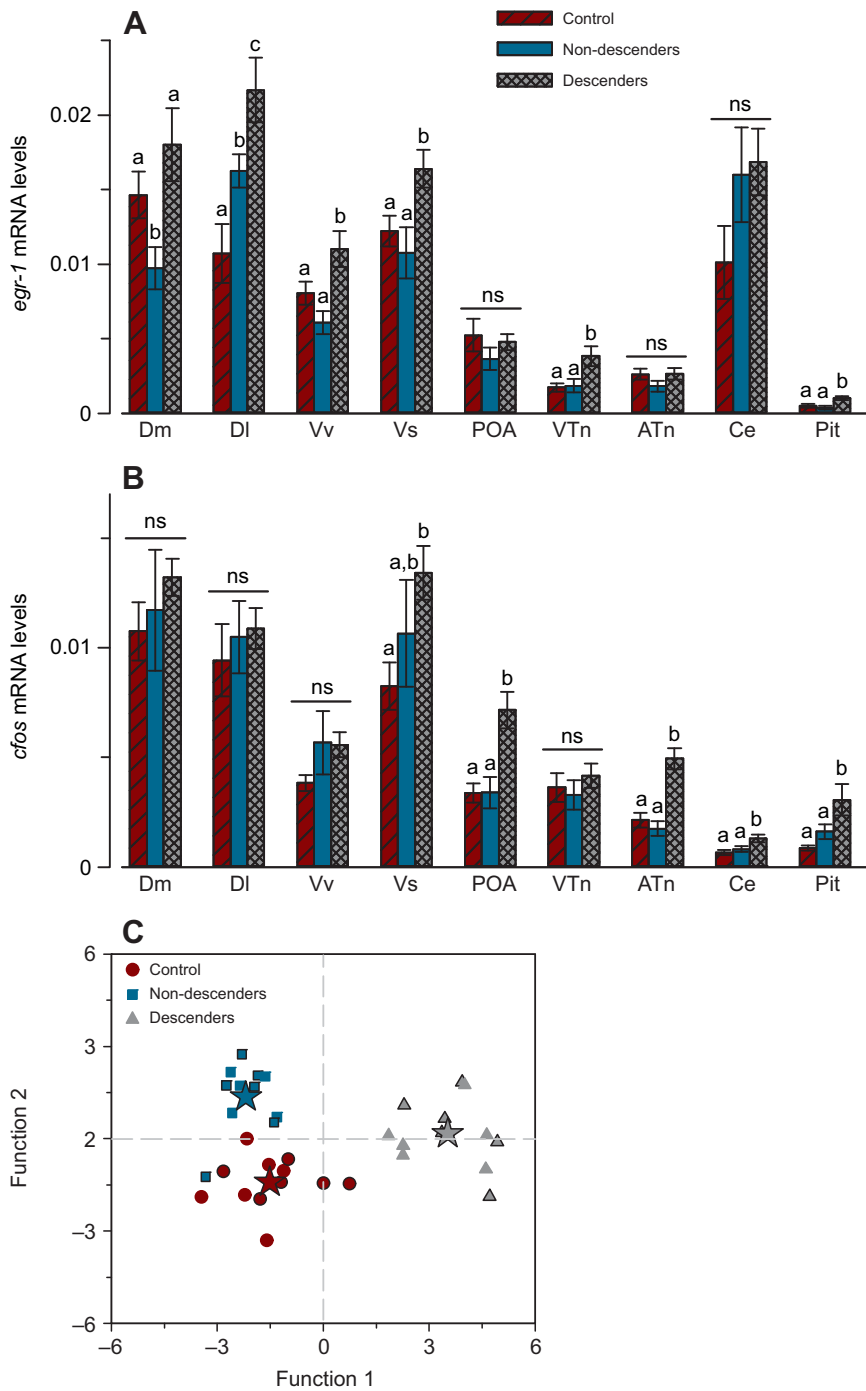 A
Control
Non-descenders
Descenders
egr-1 mRNA levels
0.02
0.01
0
a b a
a b c
a a b
a a b
ns
a a b
ns
ns
a a b
Dm Dl Vv Vs POA VTn ATn Ce Pit
B
cfos mRNA levels
0.01
0
ns
ns
ns
a a,b b
a a b
ns
a a b
a a b
a a b
Dm Dl Vv Vs POA VTn ATn Ce Pit
C
Control
Non-descenders
Descenders
Function 2
6
3
2
–3
–6
–6 –3 0 3 6
Function 1